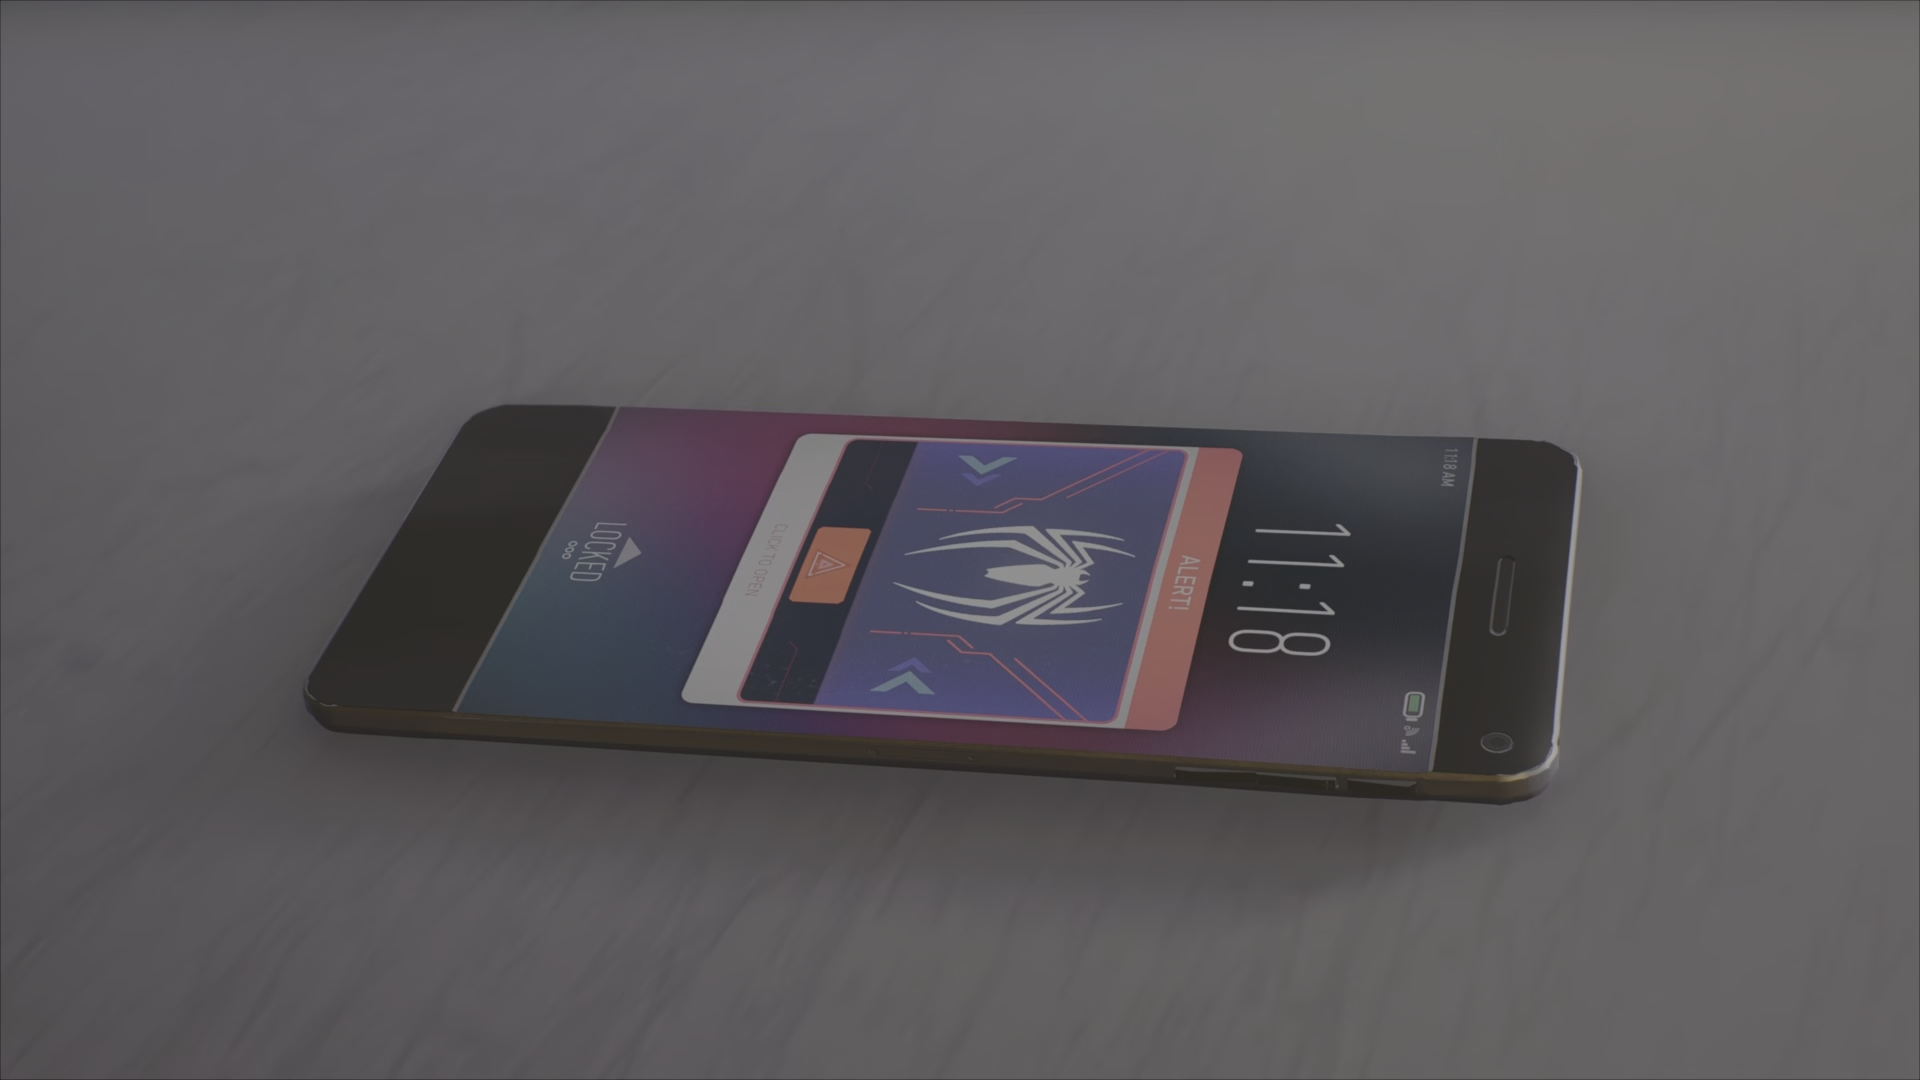 11:18 AM
11:18
ALERT!
CLICK TO OPEN
LOCKED